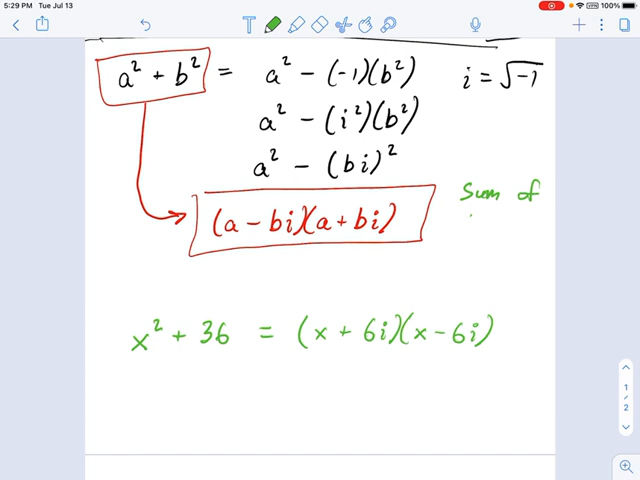 5:29 PM Tue Jul 13
100%
a² + b² = a² - (-1)(b²)
i = √-1
a² - (i²)(b²)
a² - (bi)²
Sum of
(a - bi)(a + bi)
x² + 36 = (x + 6i)(x - 6i)
1
/
2